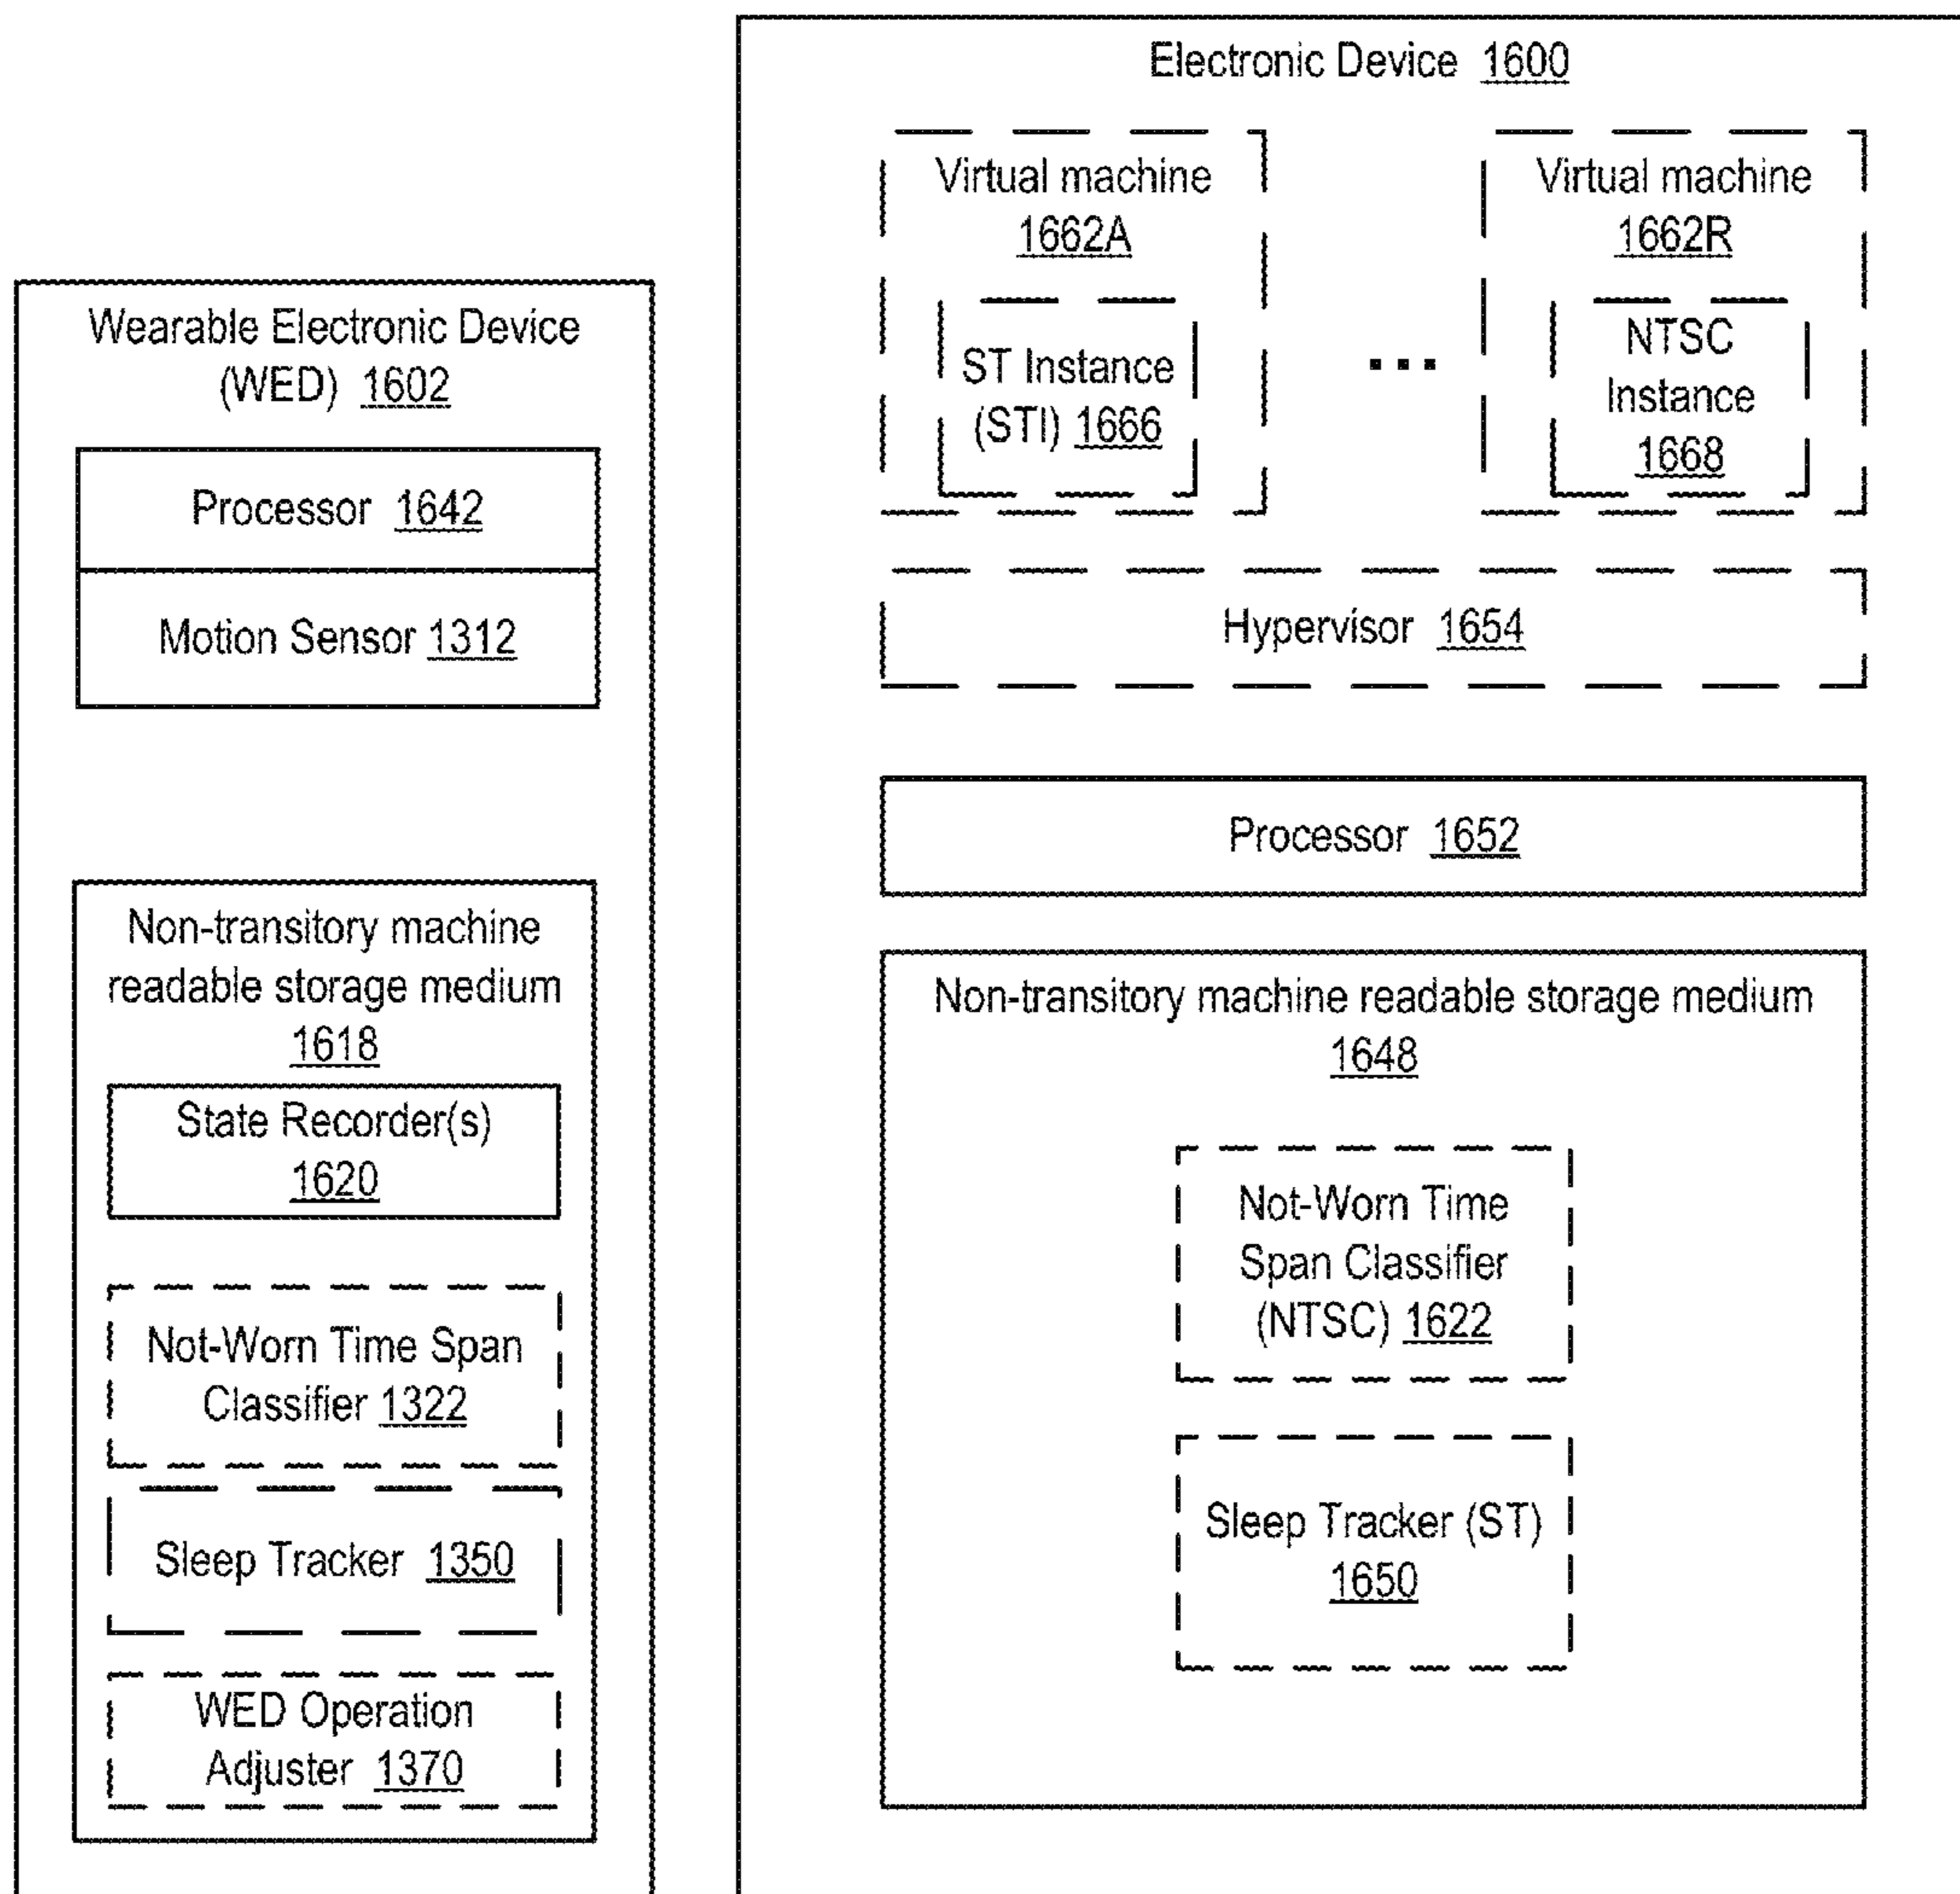 Electronic Device 1600
Virtual machine
1662A
ST Instance
(STI) 1666
...
Virtual machine
1662R
NTSC
Instance
1668
Hypervisor 1654
Processor 1652
Non-transitory machine readable storage medium
1648
Not-Worn Time
Span Classifier
(NTSC) 1622
Sleep Tracker (ST)
1650
Wearable Electronic Device
(WED) 1602
Processor 1642
Motion Sensor 1312
Non-transitory machine
readable storage medium
1618
State Recorder(s)
1620
Not-Worn Time Span
Classifier 1322
Sleep Tracker 1350
WED Operation
Adjuster 1370